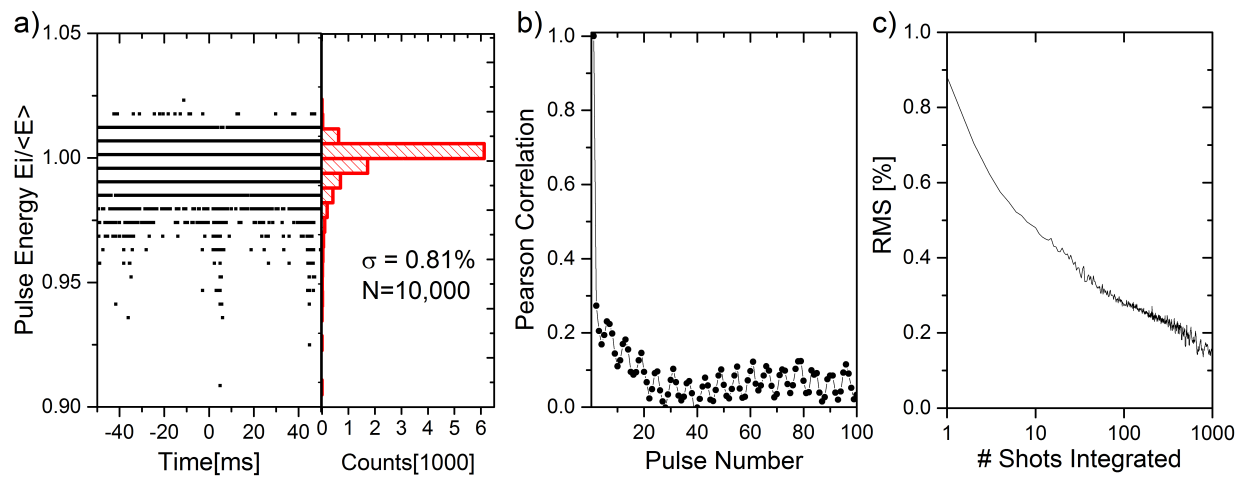 a)
1.05
1.00
0.95
0.90
Pulse Energy Ei/<E>
-40 -20 0 20 40
Time[ms]
σ = 0.81%
N=10,000
0 1 2 3 4 5 6
Counts[1000]
b)
1.0
0.8
0.6
0.4
0.2
0.0
Pearson Correlation
20 40 60 80 100
Pulse Number
c)
1.0
0.8
0.6
0.4
0.2
0.0
RMS [%]
1 10 100 1000
# Shots Integrated